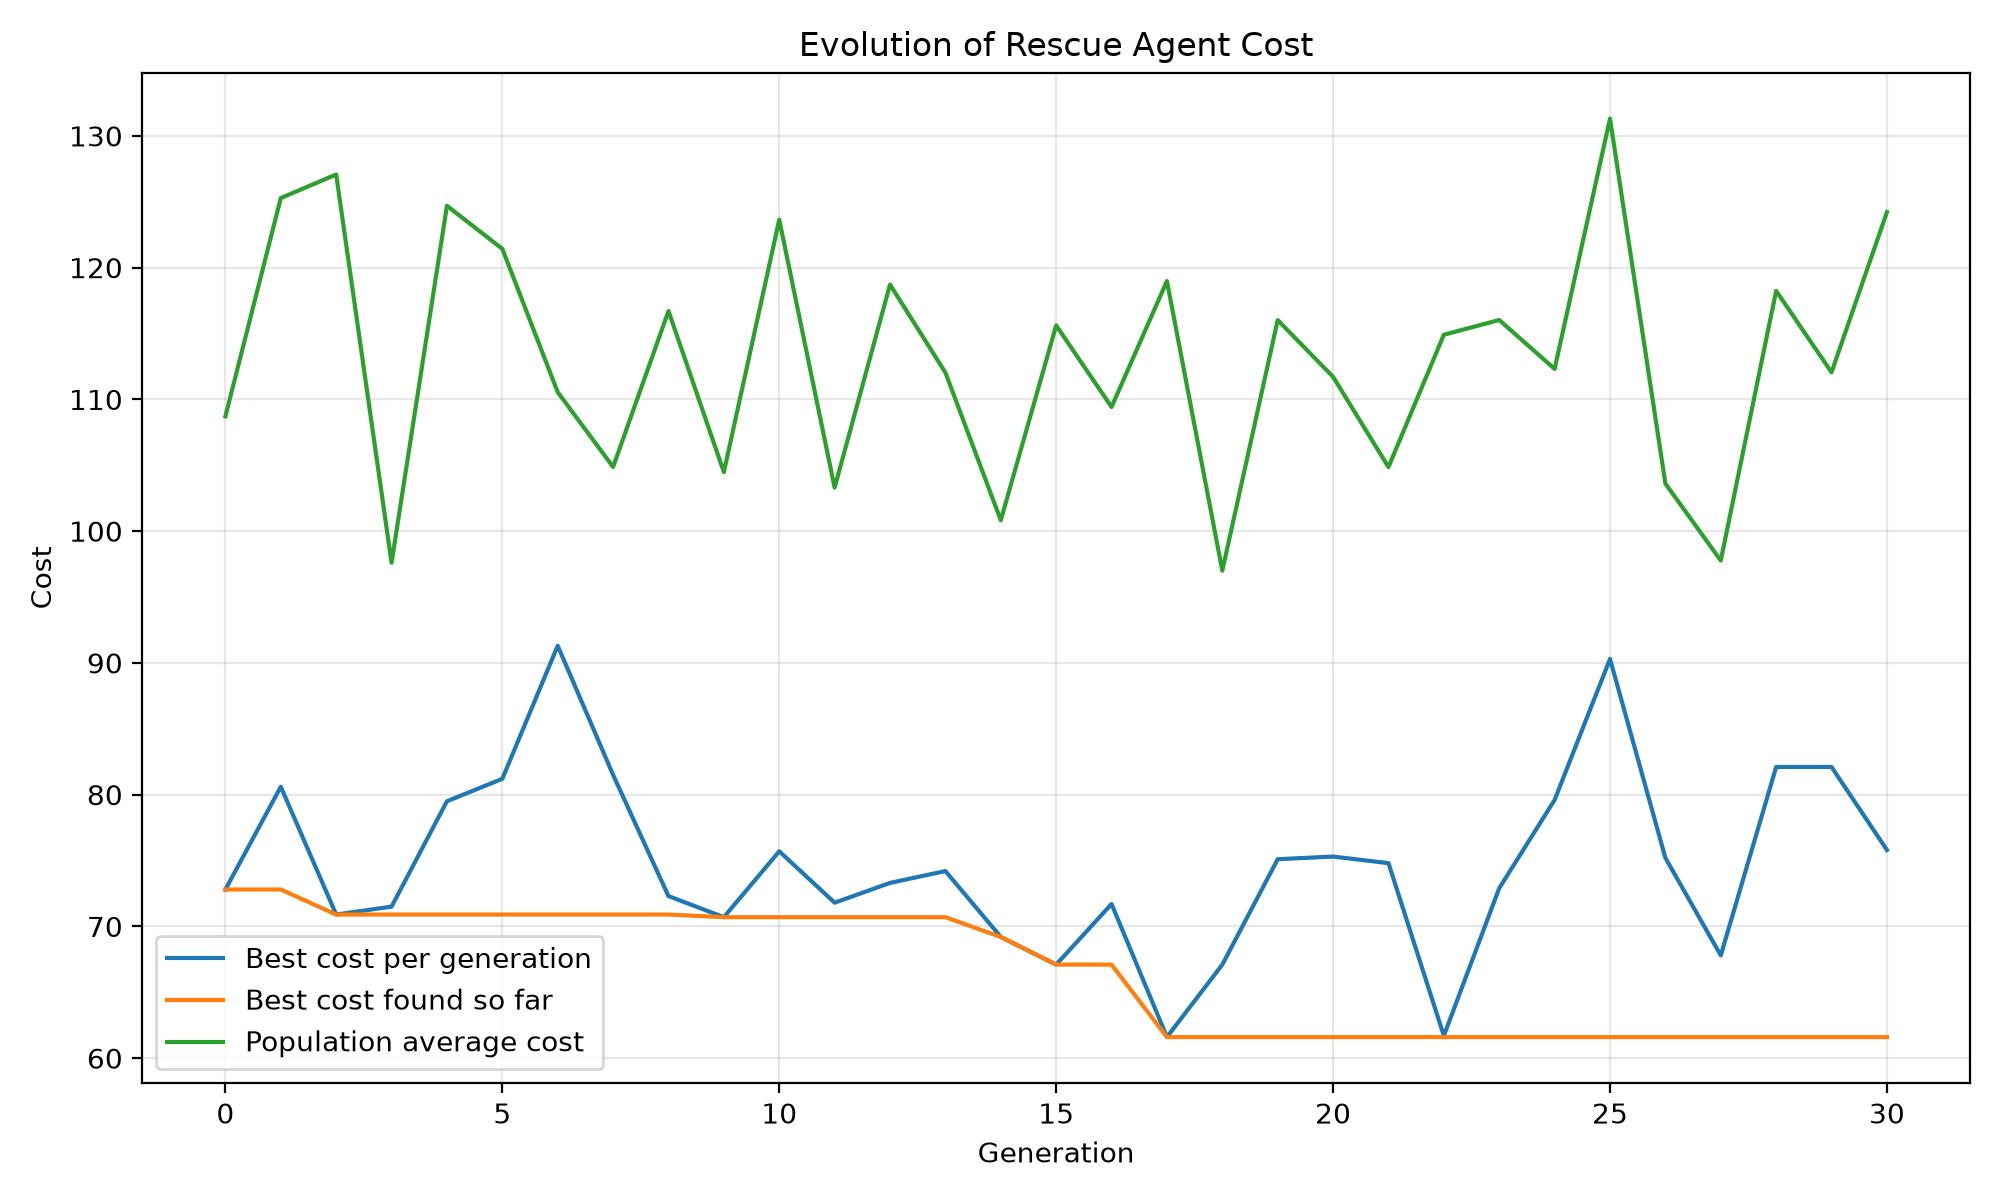 Evolution of Rescue Agent Cost
130
120
110
100
90
80
70
60
Cost
Best cost per generation
Best cost found so far
Population average cost
0 5 10 15 20 25 30
Generation